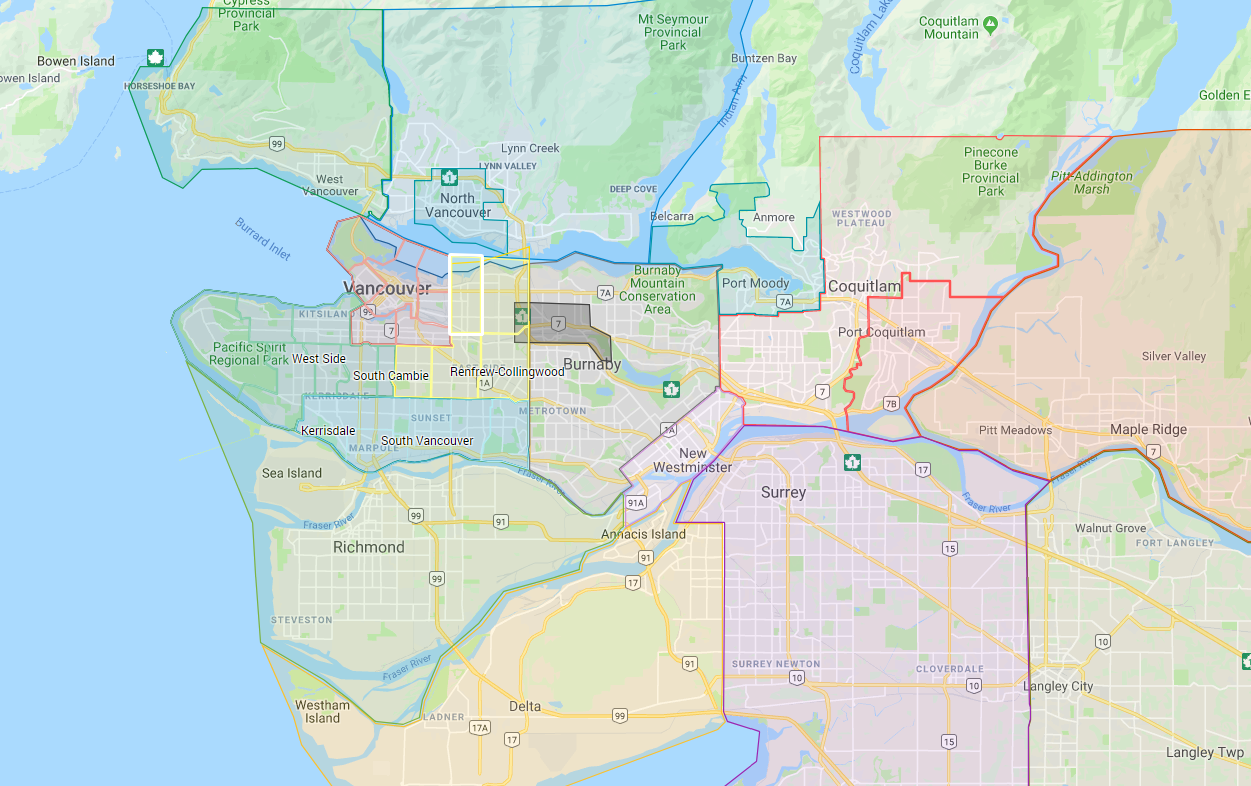 Cypress
Provincial
Park
Mt Seymour
Provincial
Park
Coquitlam
Mountain
Coquitlam Lake
Bowen Island
owen Island
HORSESHOE BAY
Buntzen Bay
Golden E
Indian Arm
99
Lynn Creek
LYNN VALLEY
Pinecone
Burke
Provincial
Park
West
Vancouver
1
North
Vancouver
DEEP COVE
Pitt-Addington
Marsh
Belcarra
Anmore
WESTWOOD
PLATEAU
Burrard Inlet
Burnaby
Mountain
Conservation
Area
Vancouver
7A
Port Moody
7A
Coquitlam
KITSILANO
99
7
1
7
Port Coquitlam
Pacific Spirit
Regional Park
West Side
South Cambie
Renfrew-Collingwood
1A
Burnaby
Silver Valley
KERRISDALE
1
7
7B
SUNSET
METROTOWN
Kerrisdale
South Vancouver
1A
MARPOLE
Pitt Meadows
Maple Ridge
7
New
Westminster
Sea Island
Fraser River
1
17
Fraser River
Surrey
91A
Fraser River
Fraser River
99
91
Annacis Island
Walnut Grove
FORT LANGLEY
Richmond
91
15
99
17
STEVESTON
10
Fraser River
91
SURREY NEWTON
CLOVERDALE
10
10
Langley City
Westham
Island
Delta
LADNER
99
17A
17
15
Langley Twp